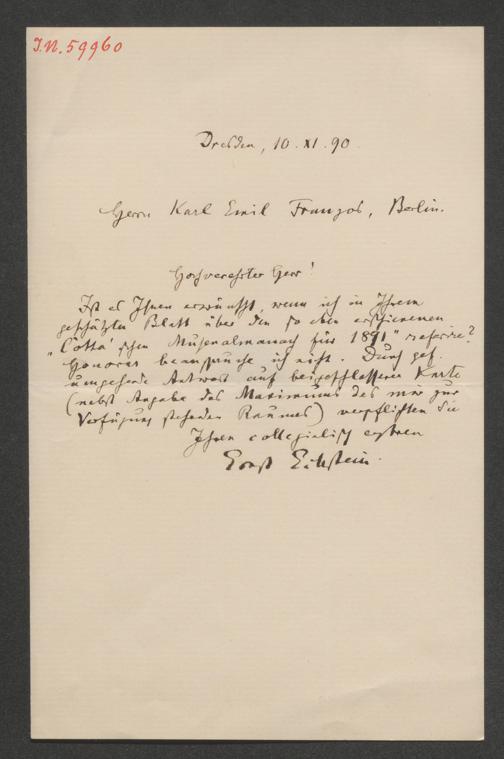 I.N. 59960
Dresden, 10. XI. 90.
Herrn Karl Emil Franzos, Berlin.
Hochverehrter Herr!
Ist es Ihnen erwünscht, wenn ich in Ihrem
geschätzten Blatt über den so eben erschienenen
„Cotta'schen Musenalmanach für 1891" referire?
Honorar beanspruche ich nicht. Durch gef.
umgehende Antwort auf beigeschlossener Karte
(nebst Angabe des Maximums des mir zur
Verfügung stehenden Raumes) verpflichten Sie
Ihren collegialisch ergbnen
Ernst Eckstein.